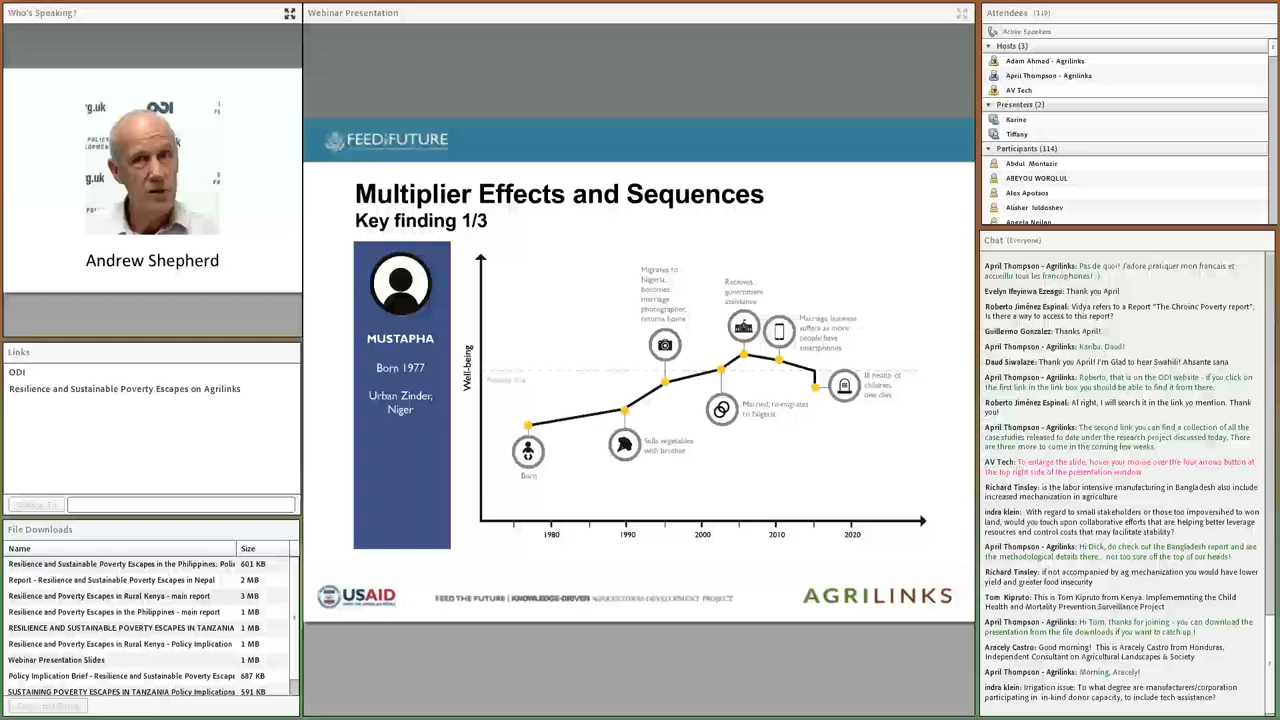 Who's Speaking?
Andrew Shepherd
Links
ODI
Resilience and Sustainable Poverty Escapes on Agrilinks
File Downloads
Name Size
Resilience and Sustainable Poverty Escapes in the Philippines: Polic 601 KB
Report - Resilience and Sustainable Poverty Escapes in Nepal 2 MB
Resilience and Poverty Escapes in Rural Kenya - main report 3 MB
Resilience and Poverty Escapes in the Philippines - main report 1 MB
RESILIENCE AND SUSTAINABLE POVERTY ESCAPES IN TANZANIA 1 MB
Resilience and Poverty Escapes in Rural Kenya - Policy Implication 1 MB
Webinar Presentation Slides 1 MB
Policy Implication Brief - Resilience and Sustainable Poverty Escape 687 KB
SUSTAINING POVERTY ESCAPES IN TANZANIA Policy Implications 591 KB
Webinar Presentation
FEED THE FUTURE
Multiplier Effects and Sequences
Key finding 1/3
MUSTAPHA
Born 1977
Urban Zinder,
Niger
Well-being
Poverty line
Born
Sells vegetables
with brother
Migrates to
Nigeria,
becomes
marriage
photographer,
returns home
Married, remigrates
to Nigeria
Receives
government
assistance
Marriage business
suffers as more
people have
smartphones
Ill health of
children,
one dies
1980 1990 2000 2005 2010 2020
USAID
FEED THE FUTURE KNOWLEDGE-DRIVEN AGRICULTURAL DEVELOPMENT PROJECT
AGRILINKS
Attendees (119)
Active Speakers
Hosts (3)
Adam Ahmed - Agrilinks
April Thompson - Agrilinks
AV Tech
Presenters (2)
Karine
Tiffany
Participants (114)
Abdul Montazir
ABEYOU WORQLUL
Alex Apotsos
Alisher Iuldoshev
Angela Neilan
Chat (Everyone)
April Thompson - Agrilinks: Pas de quoi! J'adore pratiquer mon francais et
accueillir tous les francophones! :)
Evelyn Ifeyinwa Ezeagu: Thank you April
Roberto Jiménez Espinal: Vidya refers to a Report "The Chroinc Poverty report",
Is there a way to access to this report?
Guillermo Gonzalez: Thanks April!
April Thompson - Agrilinks: Karibu, Daud!
Daud Siwalaze: Thank you April! I'm Glad to hear Swahili! Ahsante sana
April Thompson - Agrilinks: Roberto, that is on the ODI website - if you click on
the first link in the link box you should be able to find it from there.
Roberto Jiménez Espinal: Al right, I will search it in the link yo mention. Thank
you!
April Thompson - Agrilinks: The second link you can find a collection of all the
case studies released to date under the research project discussed today. There
are three more to come in the coming few weeks.
AV Tech: To enlarge the slide, hover your mouse over the four arrows button at
the top right side of the presentation window
Richard Tinsley: is the labor intensive manufacturing in Bangladesh also include
increased mechanization in agriculture
indra klein: With regard to small stakeholders or those too impoversihed to won
land, would you touch upon collaborative efforts that are helping better leverage
resoucres and control costs that may facilitate stability?
April Thompson - Agrilinks: Hi Dick, do check out the Bangladesh report and see
the methodological details there.. not too sure off the top of our heads!
Richard Tinsley: if not accompanied by ag mechanization you would have lower
yield and greater food insecurity
Tom Kipruto: This is Tom Kipruto from Kenya. Implementing the Child
Health and Mortality Prevention Surveillance Project
April Thompson - Agrilinks: Hi Tom, thanks for joining - you can download the
presentation from the file downloads if you want to catch up !
Aracely Castro: Good morning! This is Aracely Castro from Honduras,
Independent Consultant on Agricultural Landscapes & Society
April Thompson - Agrilinks: Morning, Aracely!
indra klein: Irrigation issue: To what degree are manufacturers/corporation
participating in in-kind donor capacity, to include tech assistance?